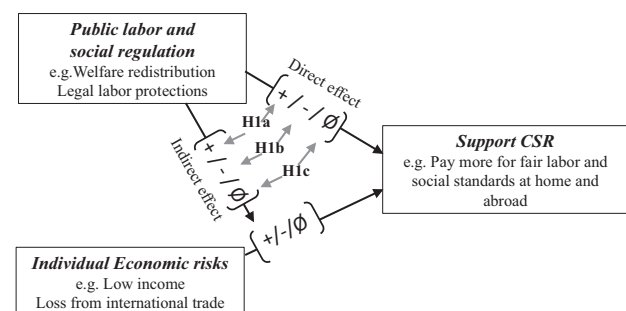 Public labor and
social regulation
e.g.Welfare redistribution
Legal labor protections
Direct effect
{+/-/Ø}
H1a
H1b
H1c
Indirect effect
{+/-/Ø}
Support CSR
e.g. Pay more for fair labor and
social standards at home and
abroad
{+/-/Ø}
Individual Economic risks
e.g. Low income
Loss from international trade